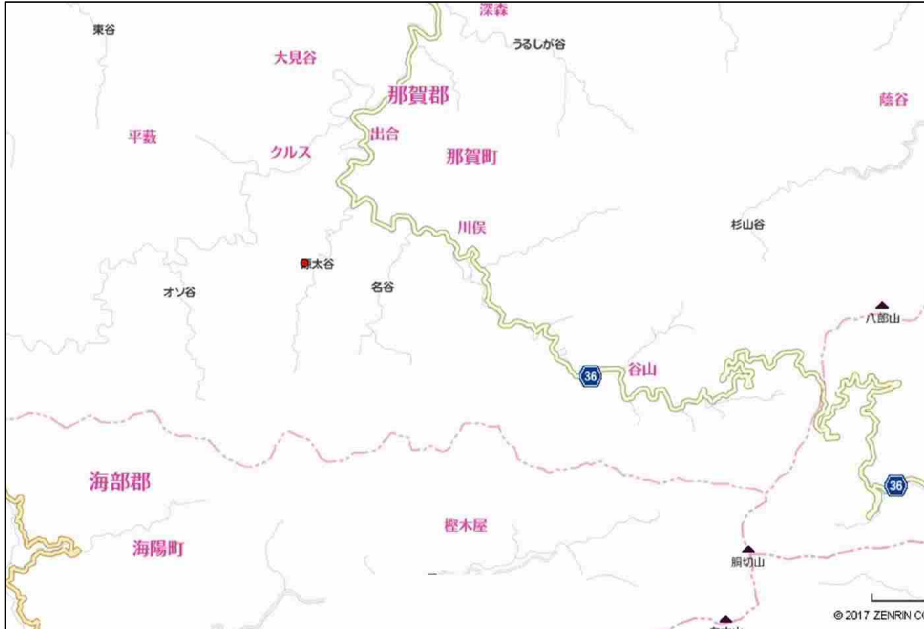 深森
東谷
うるしが谷
大見谷
那賀郡
蔭谷
出合
平薮
クルス
那賀町
杉山谷
川俣
太谷
オソ谷
名谷
八郎山
谷山
36
海部郡
36
樫木屋
海陽町
胴切山
© 2017 ZENRIN CO